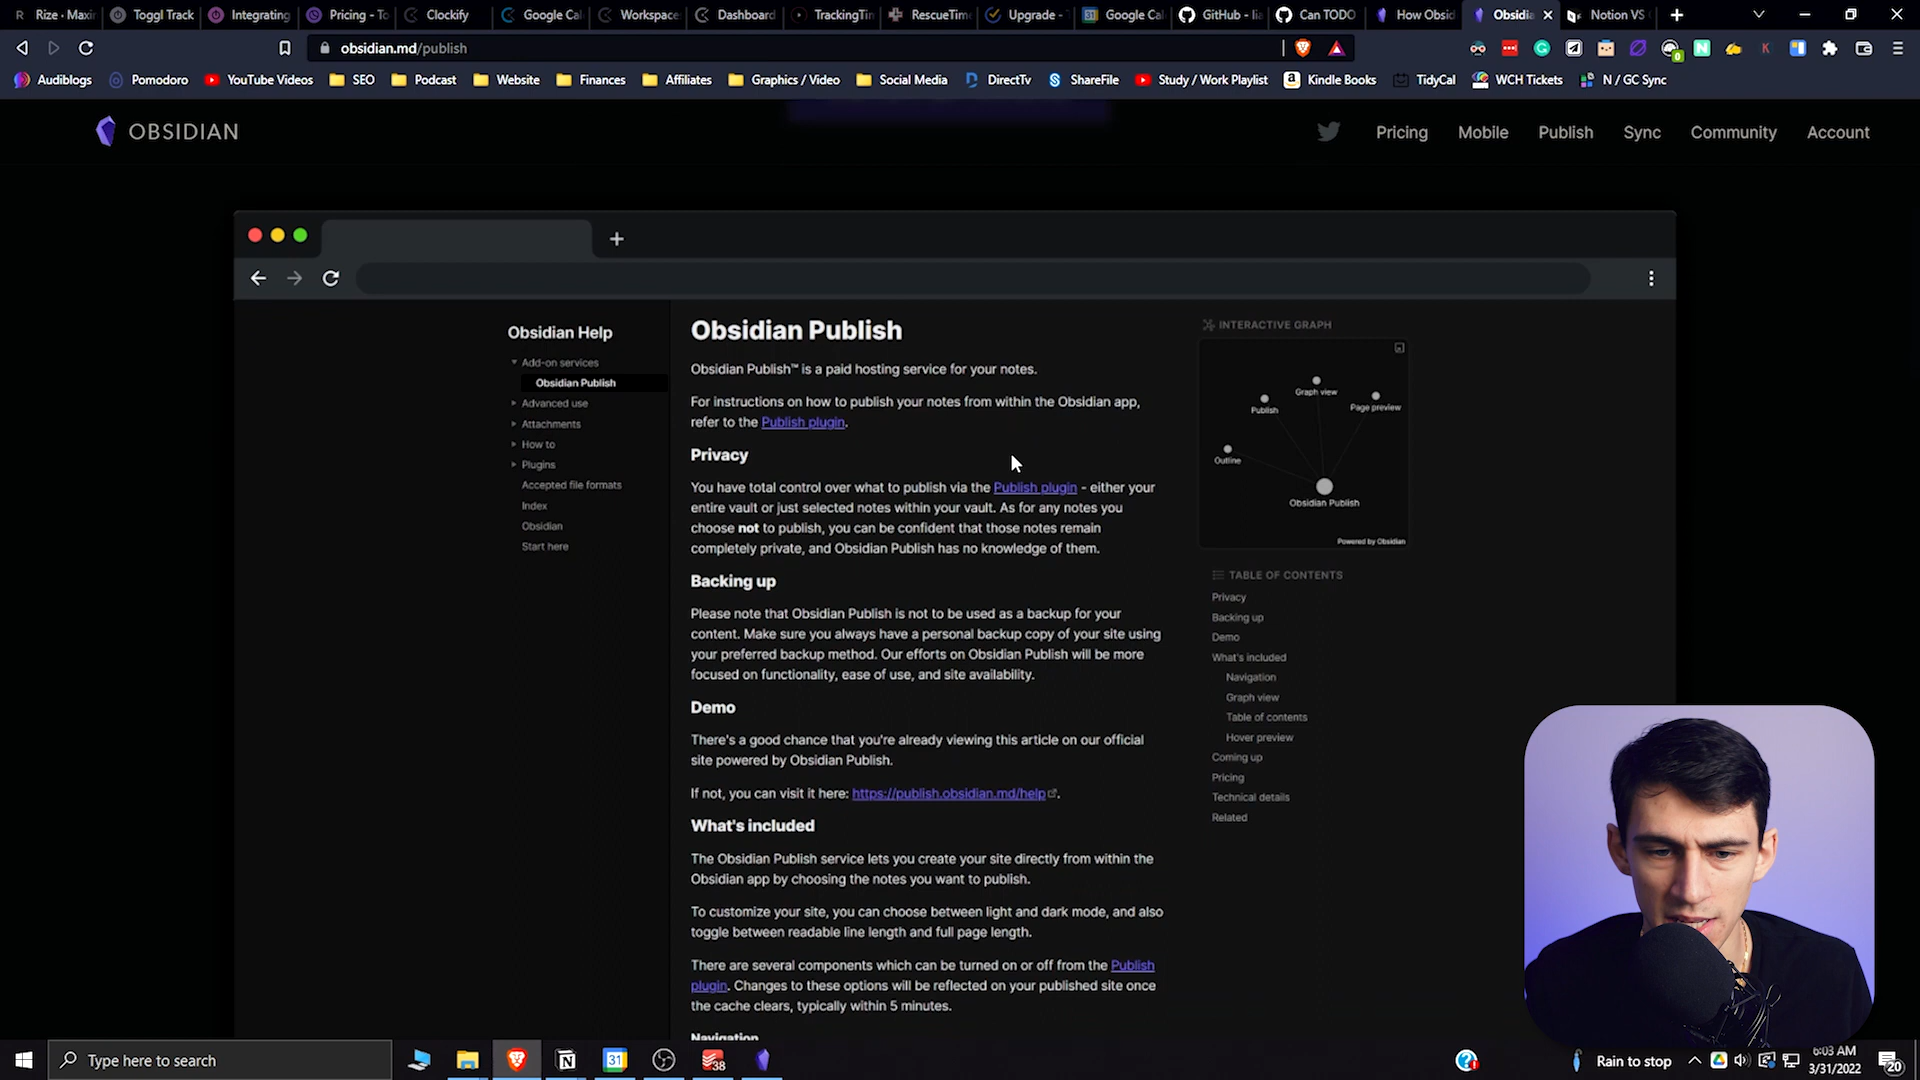 Rize · Maxim
Toggl Track
Integrating
Pricing - To
Clockify
Google Cal
Workspace
Dashboard
TrackingTim
RescueTime
Upgrade - T
Google Cal
GitHub - lia
Can TODO
How Obsid
Obsidia
Notion VS
obsidian.md/publish
Audiblogs
Pomodoro
YouTube Videos
SEO
Podcast
Website
Finances
Affiliates
Graphics / Video
Social Media
DirectTv
ShareFile
Study / Work Playlist
Kindle Books
TidyCal
WCH Tickets
N / GC Sync
OBSIDIAN
Pricing
Mobile
Publish
Sync
Community
Account
Obsidian Help
Add-on services
Obsidian Publish
Advanced use
Attachments
How to
Plugins
Accepted file formats
Index
Obsidian
Start here
Obsidian Publish
Obsidian Publish™ is a paid hosting service for your notes.
For instructions on how to publish your notes from within the Obsidian app,
refer to the Publish plugin.
Privacy
You have total control over what to publish via the Publish plugin - either your
entire vault or just selected notes within your vault. As for any notes you
choose not to publish, you can be confident that those notes remain
completely private, and Obsidian Publish has no knowledge of them.
Backing up
Please note that Obsidian Publish is not to be used as a backup for your
content. Make sure you always have a personal backup copy of your site using
your preferred backup method. Our efforts on Obsidian Publish will be more
focused on functionality, ease of use, and site availability.
Demo
There's a good chance that you're already viewing this article on our official
site powered by Obsidian Publish.
If not, you can visit it here: https://publish.obsidian.md/help.
What's included
The Obsidian Publish service lets you create your site directly from within the
Obsidian app by choosing the notes you want to publish.
To customize your site, you can choose between light and dark mode, and also
toggle between readable line length and full page length.
There are several components which can be turned on or off from the Publish
plugin. Changes to these options will be reflected on your published site once
the cache clears, typically within 5 minutes.
Navigation
INTERACTIVE GRAPH
Graph view
Publish
Page preview
Outline
Obsidian Publish
Powered by Obsidian
TABLE OF CONTENTS
Privacy
Backing up
Demo
What's included
Navigation
Graph view
Table of contents
Hover preview
Coming up
Pricing
Technical details
Related
Type here to search
31
38
Rain to stop
6:03 AM
3/31/2022
20